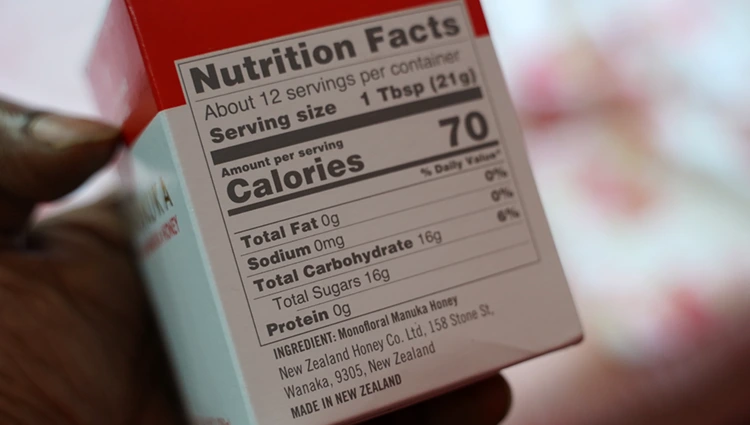 Nutrition Facts
About 12 servings per container
Serving size 1 Tbsp (21g)
Amount per serving
Calories 70
% Daily Value*
Total Fat 0g 0%
Sodium 0mg 0%
Total Carbohydrate 16g 6%
Total Sugars 16g
Protein 0g
INGREDIENT: Monofloral Manuka Honey
New Zealand Honey Co. Ltd, 158 Stone St,
Wanaka, 9305, New Zealand
MADE IN NEW ZEALAND
HONEY